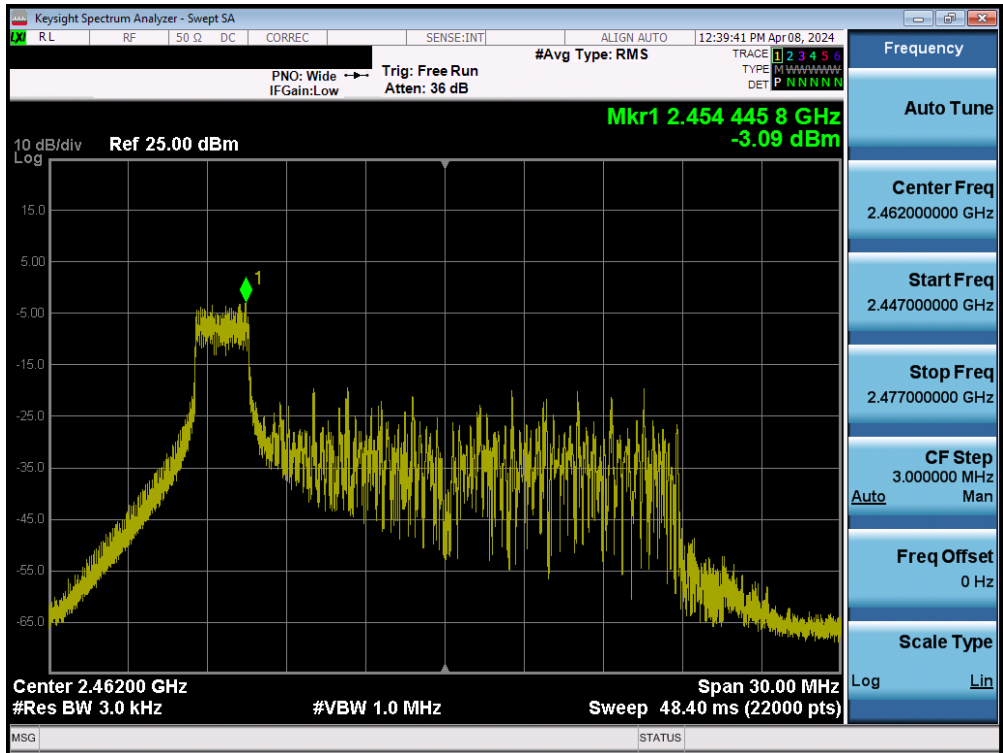 Keysight Spectrum Analyzer - Swept SA
LXI RL RF 50 Ω DC CORREC SENSE:INT ALIGN AUTO 12:39:41 PM Apr 08, 2024
#Avg Type: RMS
TRACE 1 2 3 4 5 6
PNO: Wide Trig: Free Run
TYPE M W W W W W
IFGain:Low Atten: 36 dB
DET P N N N N N
Mkr1 2.454 445 8 GHz
-3.09 dBm
10 dB/div Ref 25.00 dBm
Log
15.0
5.00
1
-5.00
-15.0
-25.0
-35.0
-45.0
-55.0
-65.0
Center 2.46200 GHz Span 30.00 MHz
#Res BW 3.0 kHz #VBW 1.0 MHz Sweep 48.40 ms (22000 pts)
MSG STATUS
Frequency
Auto Tune
Center Freq
2.462000000 GHz
Start Freq
2.447000000 GHz
Stop Freq
2.477000000 GHz
CF Step
3.000000 MHz
Auto Man
Freq Offset
0 Hz
Scale Type
Log Lin